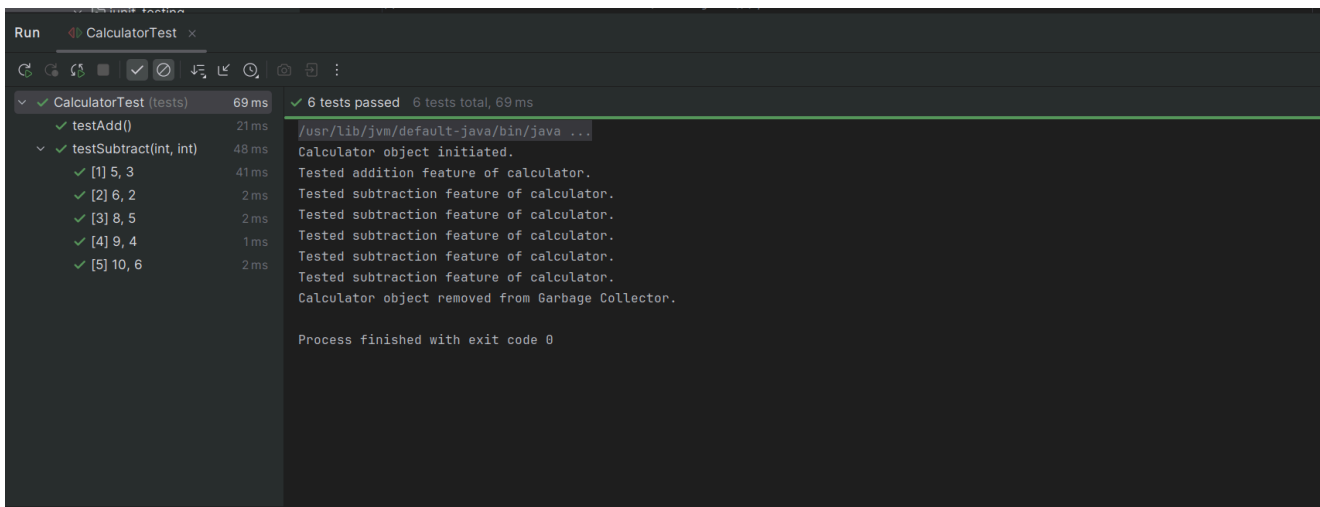 junit_testing
Run CalculatorTest ×
CalculatorTest (tests) 69 ms
testAdd() 21 ms
testSubtract(int, int) 48 ms
[1] 5, 3 41 ms
[2] 6, 2 2 ms
[3] 8, 5 2 ms
[4] 9, 4 1 ms
[5] 10, 6 2 ms
6 tests passed 6 tests total, 69 ms
/usr/lib/jvm/default-java/bin/java ...
Calculator object initiated.
Tested addition feature of calculator.
Tested subtraction feature of calculator.
Tested subtraction feature of calculator.
Tested subtraction feature of calculator.
Tested subtraction feature of calculator.
Tested subtraction feature of calculator.
Calculator object removed from Garbage Collector.
Process finished with exit code 0